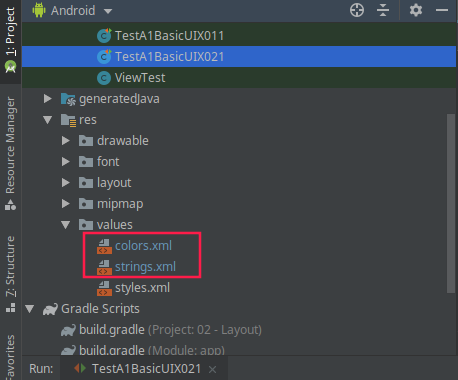 Android
TestA1BasicUIX011
TestA1BasicUIX021
ViewTest
generatedJava
res
drawable
font
layout
mipmap
values
colors.xml
strings.xml
styles.xml
Gradle Scripts
build.gradle (Project: 02 - Layout)
build.gradle (Module: app)
Run: TestA1BasicUIX021
1: Project
Resource Manager
7: Structure
Favorites